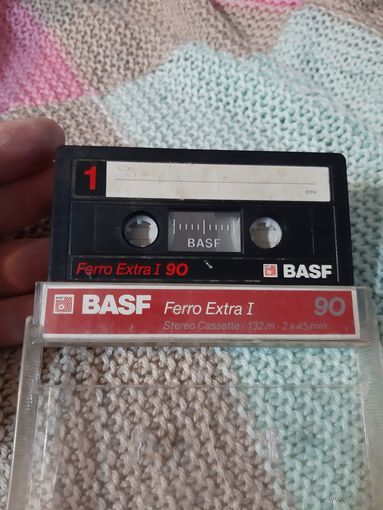 1
BASF
Ferro Extra I 90
BASF
BASF
Ferro Extra I
90
Stereo Cassette · 132 m · 2 x 45 min